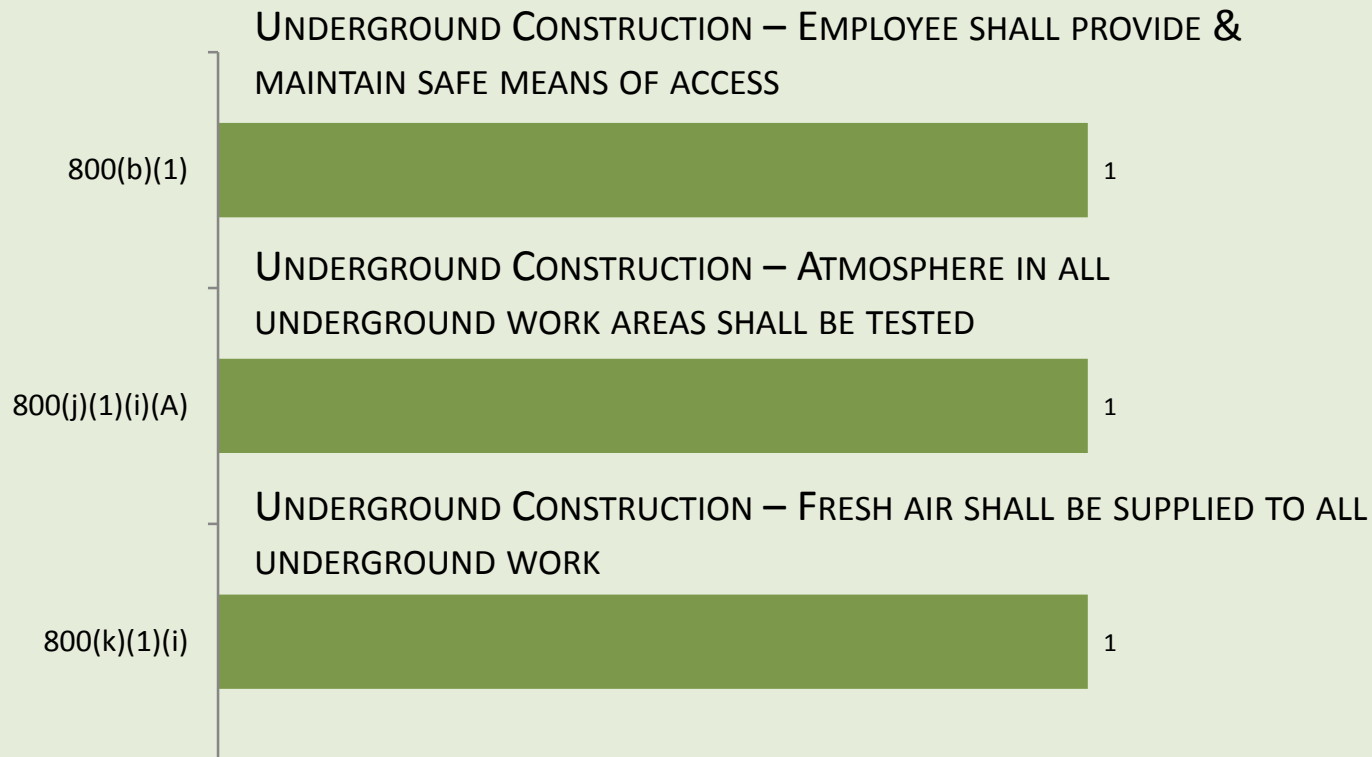 Underground Construction – Employee shall provide &
maintain safe means of access
800(b)(1)
1
Underground Construction – Atmosphere in all
underground work areas shall be tested
800(j)(1)(i)(A)
1
Underground Construction – Fresh air shall be supplied to all
underground work
800(k)(1)(i)
1